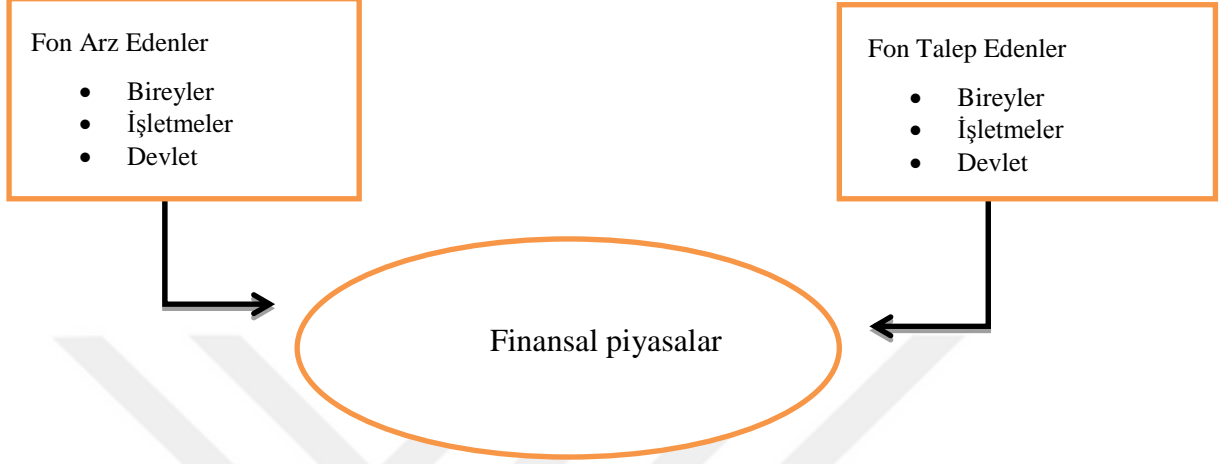 Fon Arz Edenler
• Bireyler
• İşletmeler
• Devlet
Fon Talep Edenler
• Bireyler
• İşletmeler
• Devlet
Finansal piyasalar